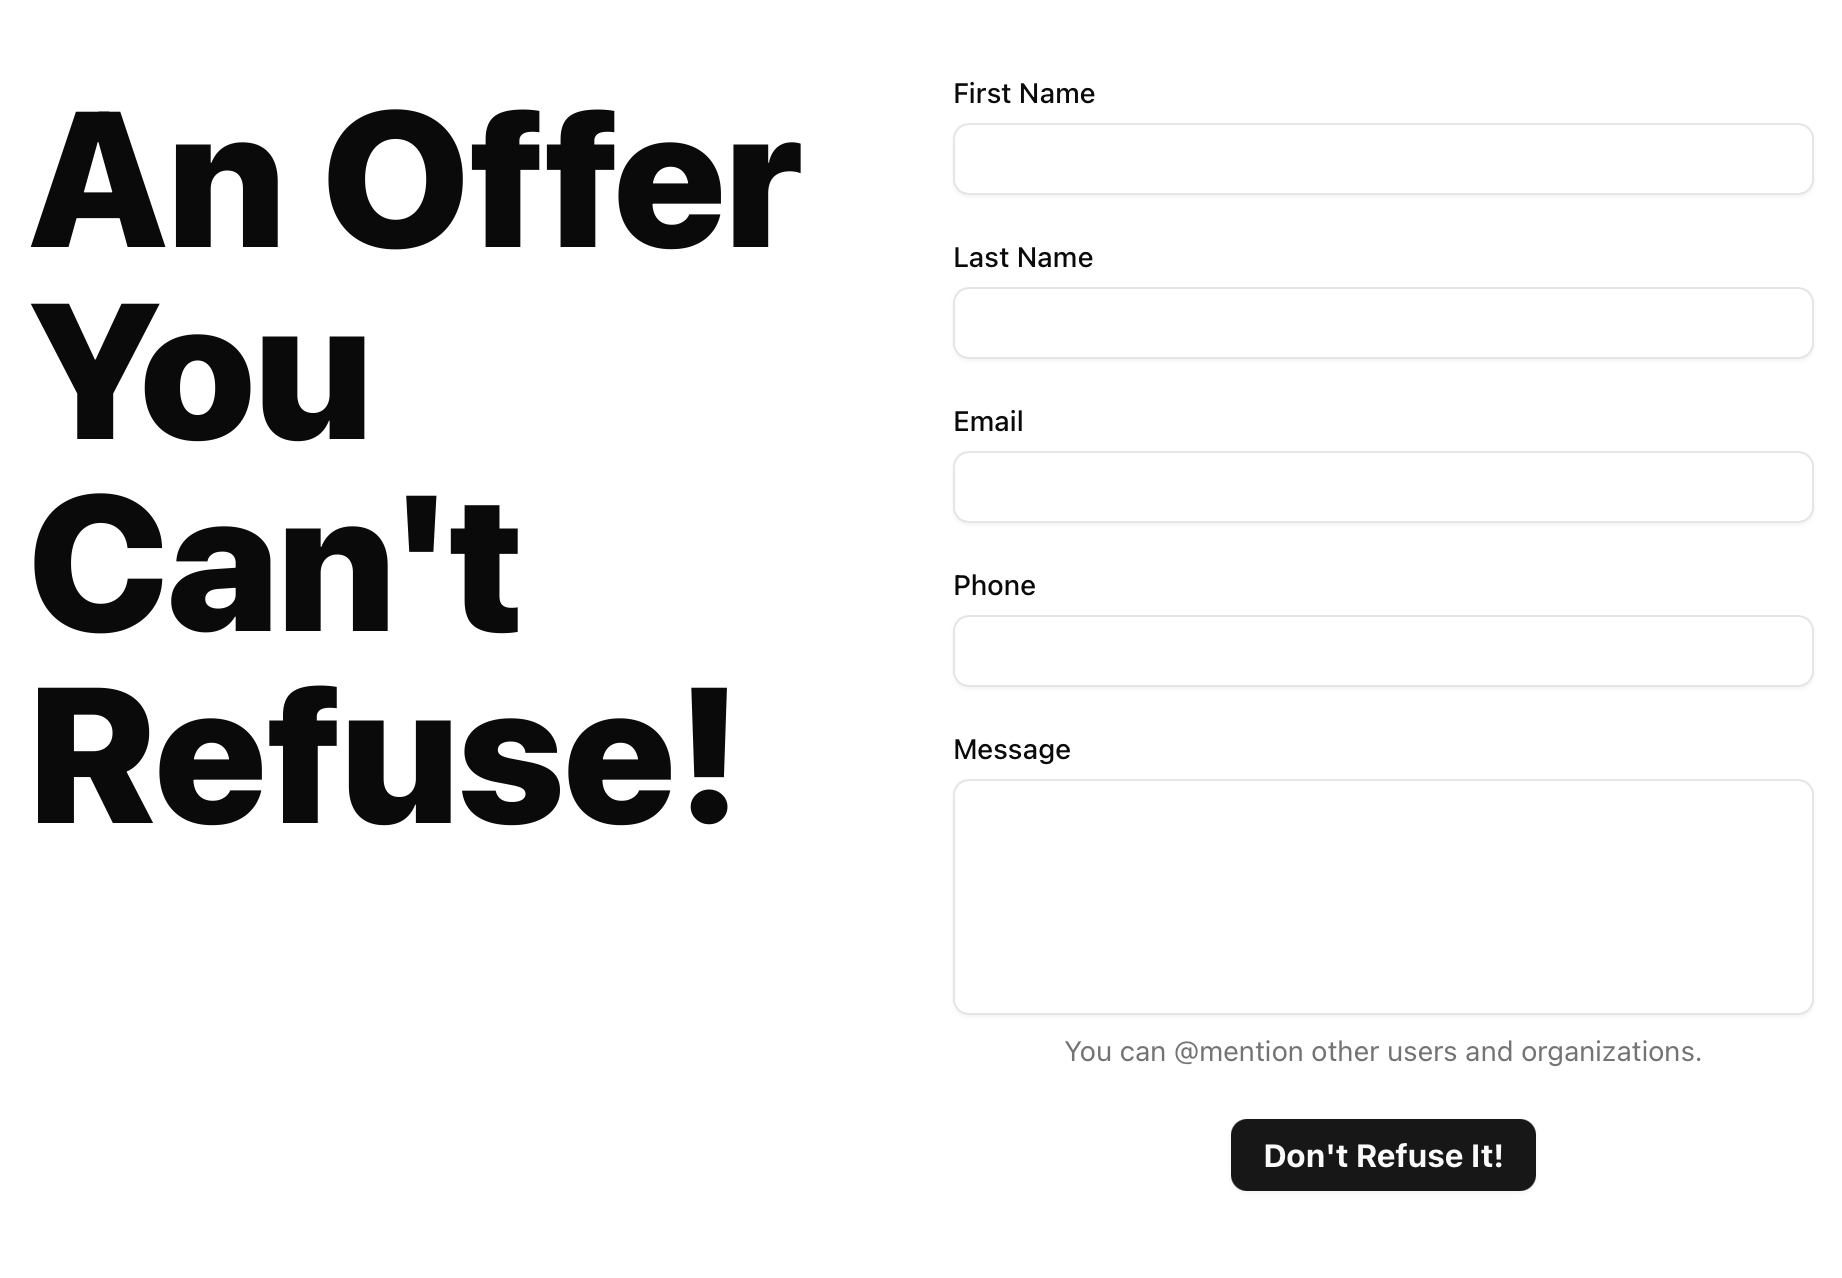 An Offer
You
Can't
Refuse!
First Name
Last Name
Email
Phone
Message
You can @mention other users and organizations.
Don't Refuse It!